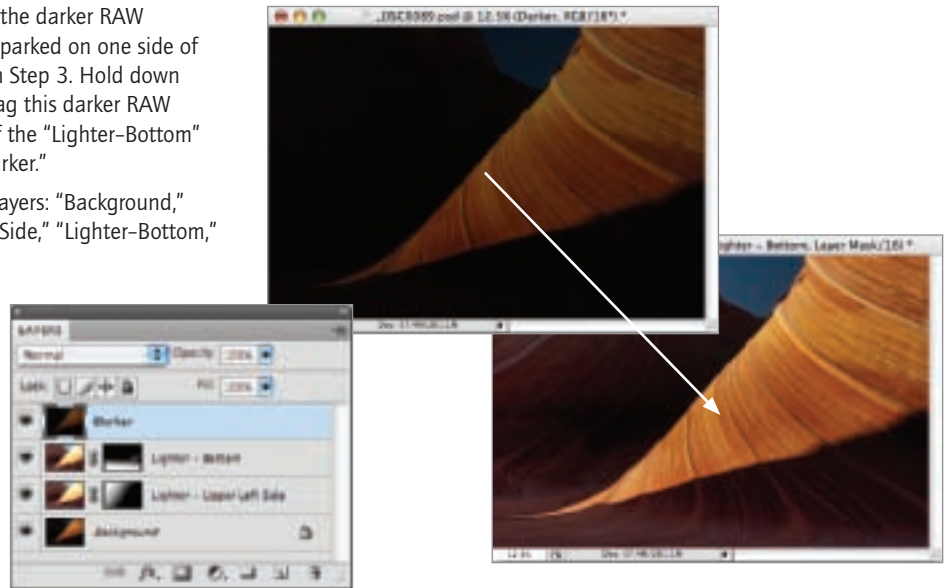 the darker RAW
parked on one side of
n Step 3. Hold down
ag this darker RAW
f the “Lighter–Bottom”
rker.”
ayers: “Background,”
Side,” “Lighter–Bottom,”
_DSC0089.psd @ 12.5% (Darker, RGB/16*) *
ghter - Bottom, Layer Mask/16) *
LAYERS
Normal Opacity: 100%
Lock: Fill: 100%
Darker
Lighter - Bottom
Lighter - Upper Left Side
Background